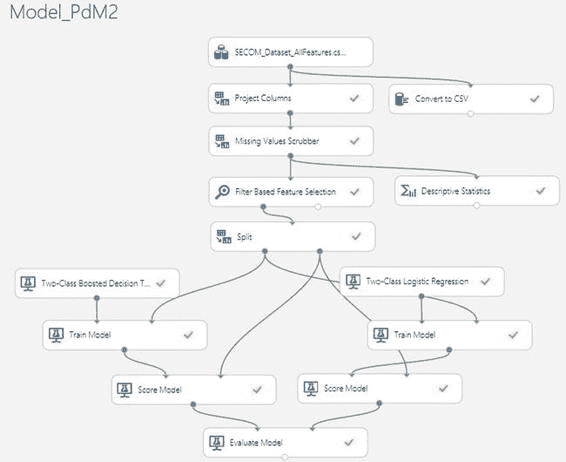 Model_PdM2
SECOM_Dataset_AllFeatures.cs...
Project Columns
Convert to CSV
Missing Values Scrubber
Filter Based Feature Selection
Descriptive Statistics
Split
Two-Class Boosted Decision T...
Two-Class Logistic Regression
Train Model
Train Model
Score Model
Score Model
Evaluate Model